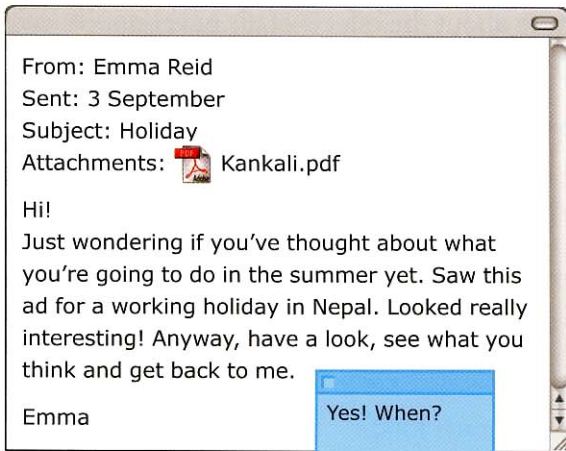 From: Emma Reid
Sent: 3 September
Subject: Holiday
Attachments: PDF Adobe Kankali.pdf
Hi!
Just wondering if you've thought about what
you're going to do in the summer yet. Saw this
ad for a working holiday in Nepal. Looked really
interesting! Anyway, have a look, see what you
think and get back to me.
Emma
Yes! When?